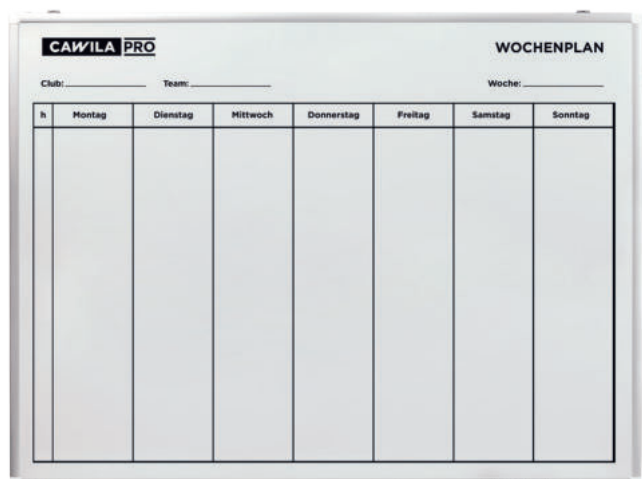 CAWILA PRO
WOCHENPLAN
Club: Team: Woche:
h Montag Dienstag Mittwoch Donnerstag Freitag Samstag Sonntag